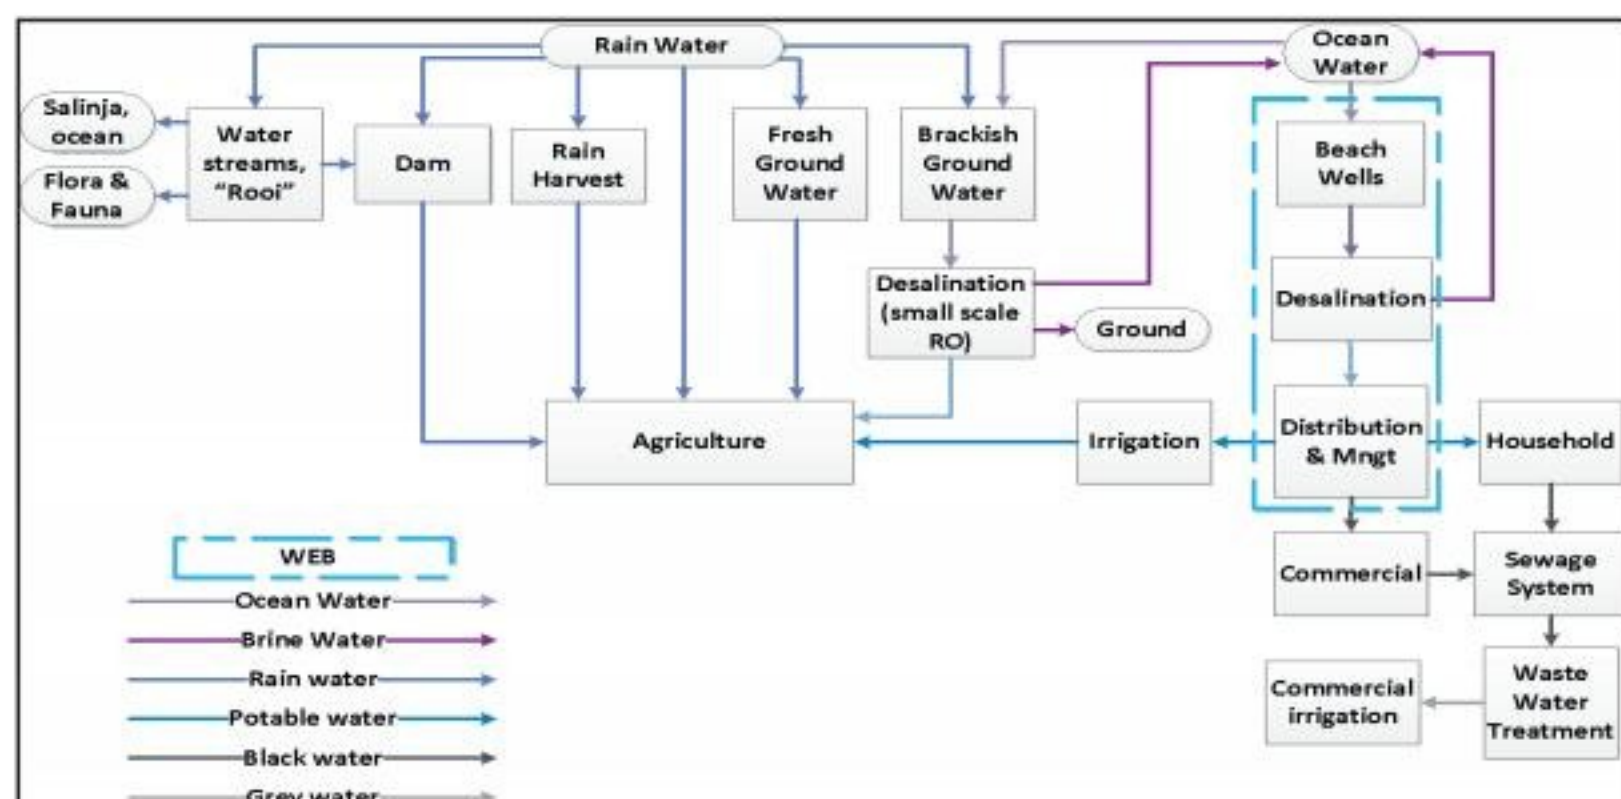 Rain Water
Ocean
Water
Salinja,
ocean
Flora &
Fauna
Water
streams,
“Rooi”
Dam
Rain
Harvest
Fresh
Ground
Water
Brackish
Ground
Water
Beach
Wells
Desalination
(small scale
RO)
Ground
Desalination
Agriculture
Irrigation
Distribution
& Mngt
Household
Commercial
Sewage
System
Commercial
irrigation
Waste
Water
Treatment
WEB
Ocean Water
Brine Water
Rain water
Potable water
Black water
Grey water